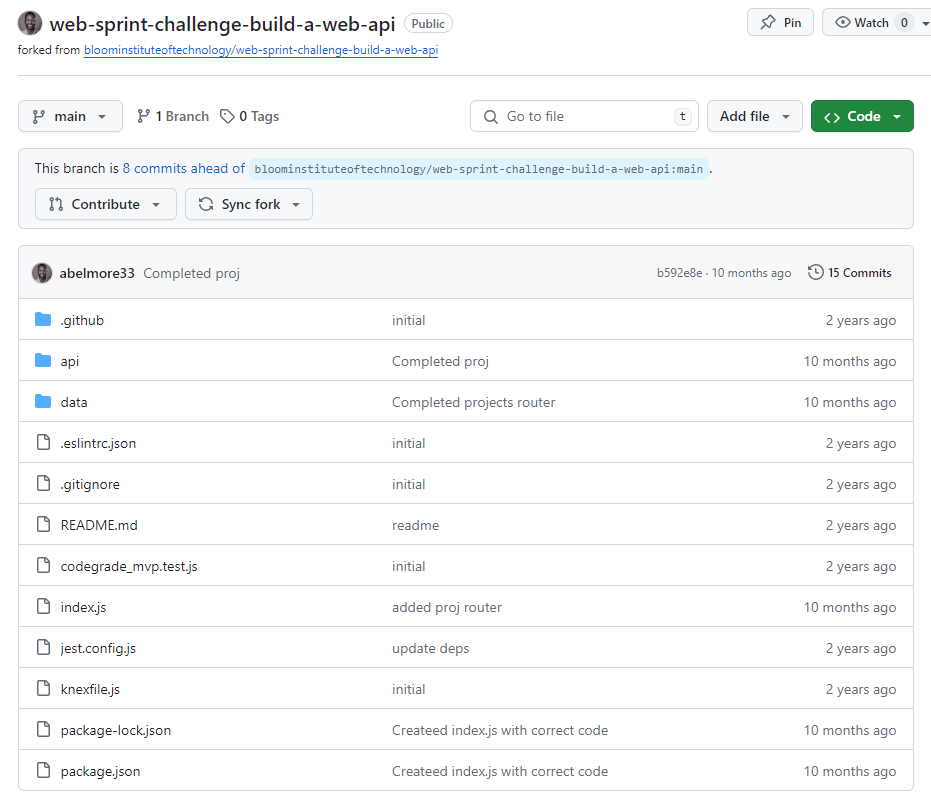 web-sprint-challenge-build-a-web-api Public Pin Watch 0
forked from bloominstituteoftechnology/web-sprint-challenge-build-a-web-api
main 1 Branch 0 Tags Go to file t Add file Code
This branch is 8 commits ahead of bloominstituteoftechnology/web-sprint-challenge-build-a-web-api:main .
Contribute Sync fork
abelmore33 Completed proj b592e8e · 10 months ago 15 Commits
.github initial 2 years ago
api Completed proj 10 months ago
data Completed projects router 10 months ago
.eslintrc.json initial 2 years ago
.gitignore initial 2 years ago
README.md readme 2 years ago
codegrade_mvp.test.js initial 2 years ago
index.js added proj router 10 months ago
jest.config.js update deps 2 years ago
knexfile.js initial 2 years ago
package-lock.json Createed index.js with correct code 10 months ago
package.json Createed index.js with correct code 10 months ago